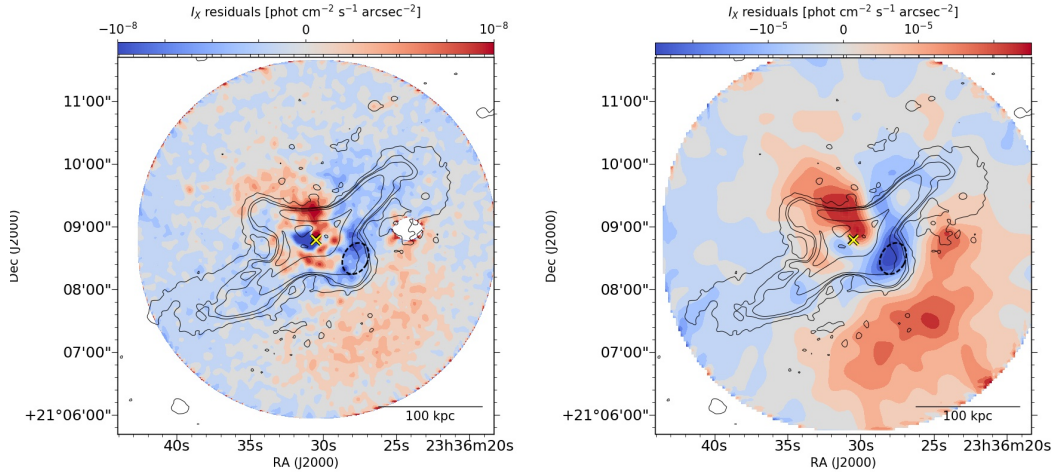 I_X residuals [phot cm⁻² s⁻¹ arcsec⁻²]
−10⁻⁸ 0 10⁻⁸
11'00"
10'00"
09'00"
08'00"
07'00"
+21°06'00"
Dec (J2000)
100 kpc
40s 35s 30s 25s 23h36m20s
RA (J2000)
I_X residuals [phot cm⁻² s⁻¹ arcsec⁻²]
−10⁻⁵ 0 10⁻⁵
11'00"
10'00"
09'00"
08'00"
07'00"
+21°06'00"
Dec (J2000)
100 kpc
40s 35s 30s 25s 23h36m20s
RA (J2000)